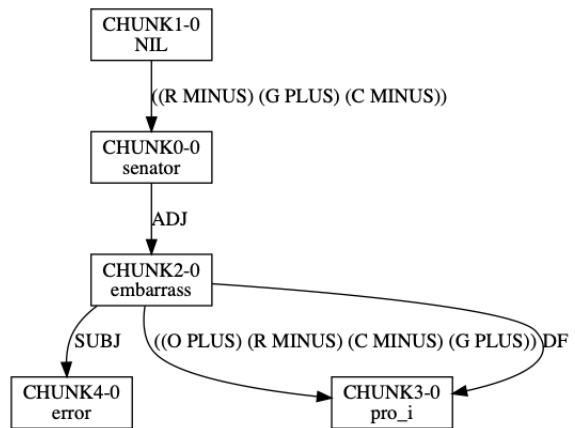 CHUNK1-0
NIL
((R MINUS) (G PLUS) (C MINUS))
CHUNK0-0
senator
ADJ
CHUNK2-0
embarrass
SUBJ
((O PLUS) (R MINUS) (C MINUS) (G PLUS))
DF
CHUNK4-0
error
CHUNK3-0
pro_i